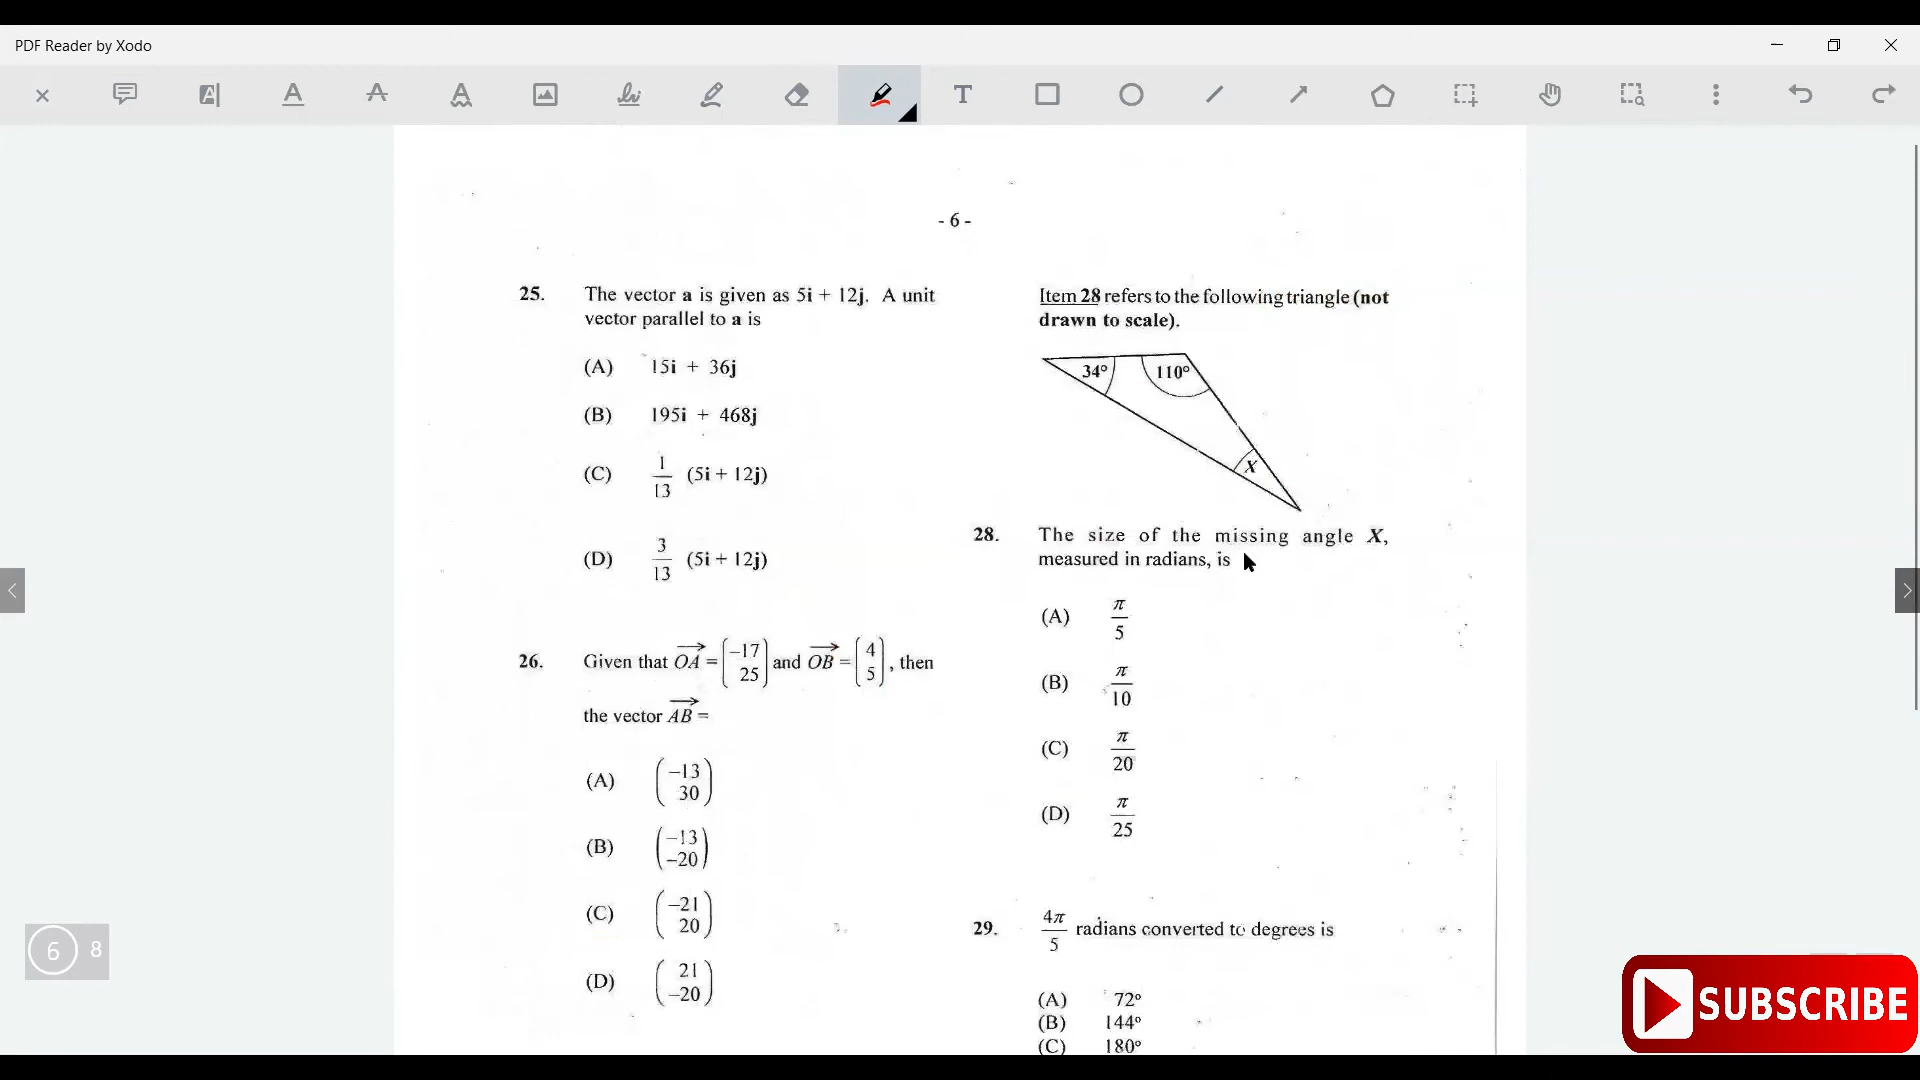 PDF Reader by Xodo
- 6 -
25. The vector a is given as 5i + 12j. A unit
vector parallel to a is
(A) 15i + 36j
(B) 195i + 468j
(C) 1/13 (5i + 12j)
(D) 3/13 (5i + 12j)
26. Given that OA = (−17 25) and OB = (4 5), then
the vector AB =
(A) (−13 30)
(B) (−13 −20)
(C) (−21 20)
(D) (21 −20)
Item 28 refers to the following triangle (not
drawn to scale).
34° 110°
X
28. The size of the missing angle X,
measured in radians, is
(A) π/5
(B) π/10
(C) π/20
(D) π/25
29. 4π/5 radians converted to degrees is
(A) 72°
(B) 144°
(C) 180°
6 8
SUBSCRIBE